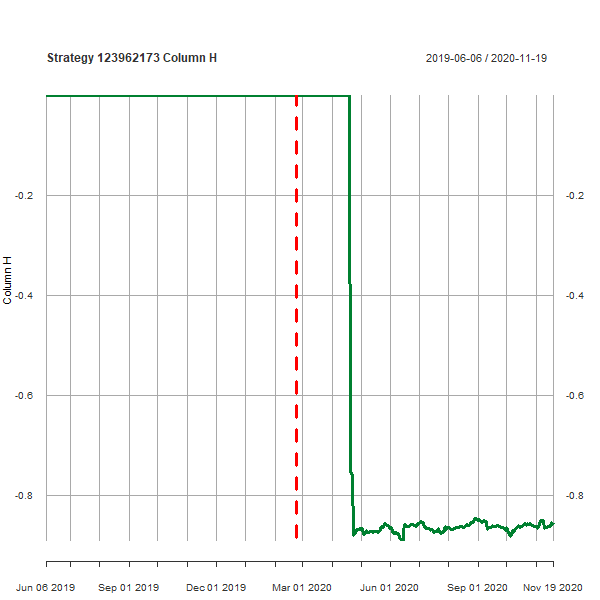 Strategy 123962173 Column H
2019-06-06 / 2020-11-19
-0.2
-0.2
-0.4
-0.4
-0.6
-0.6
-0.8
-0.8
Column H
Jun 06 2019
Sep 01 2019
Dec 01 2019
Mar 01 2020
Jun 01 2020
Sep 01 2020
Nov 19 2020